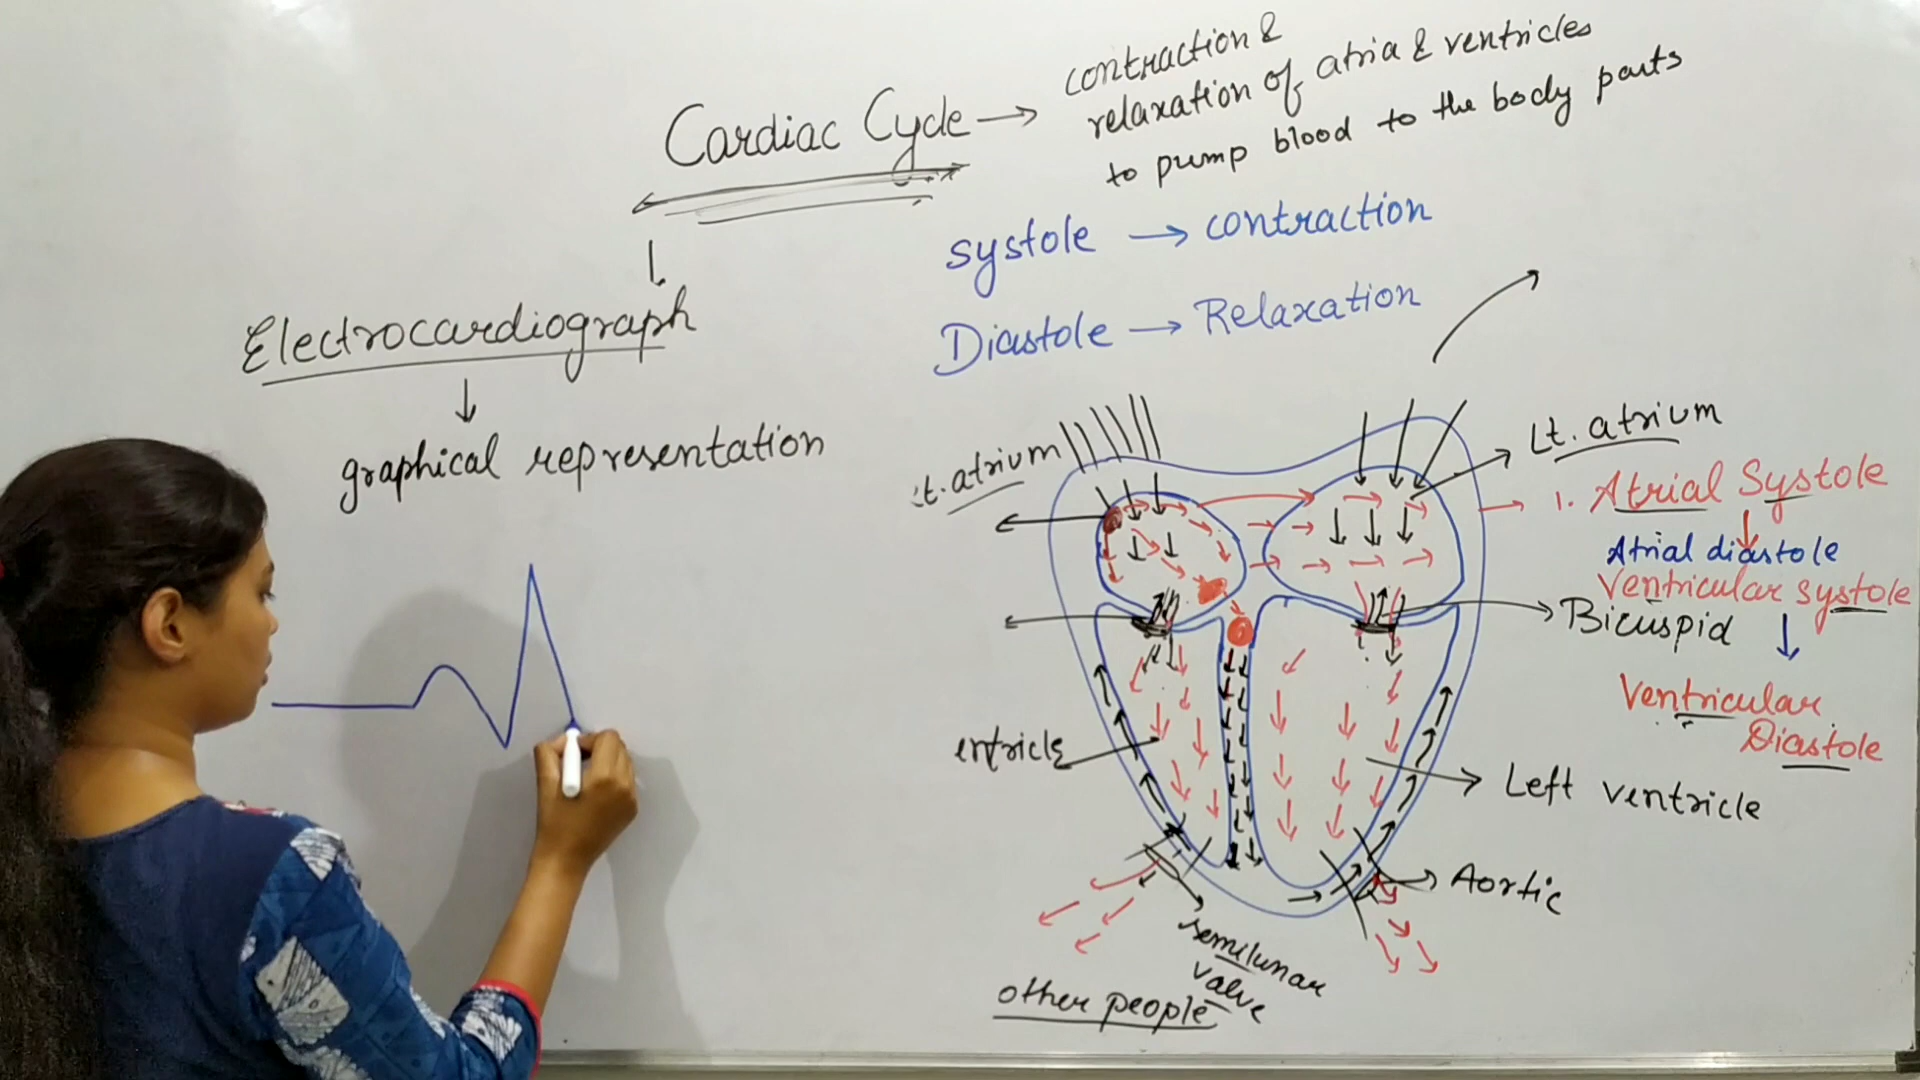 contraction &
Cardiac Cycle → relaxation of atria & ventricles
to pump blood to the body parts
systole → contraction
Diastole → Relaxation
Electrocardiograph
graphical representation
t. atrium
Lt. atrium
1. Atrial Systole
Atrial diastole
Ventricular systole
Bicuspid
Ventricular
Diastole
entricle
Left ventricle
Aortic
semilunar
valve
other people